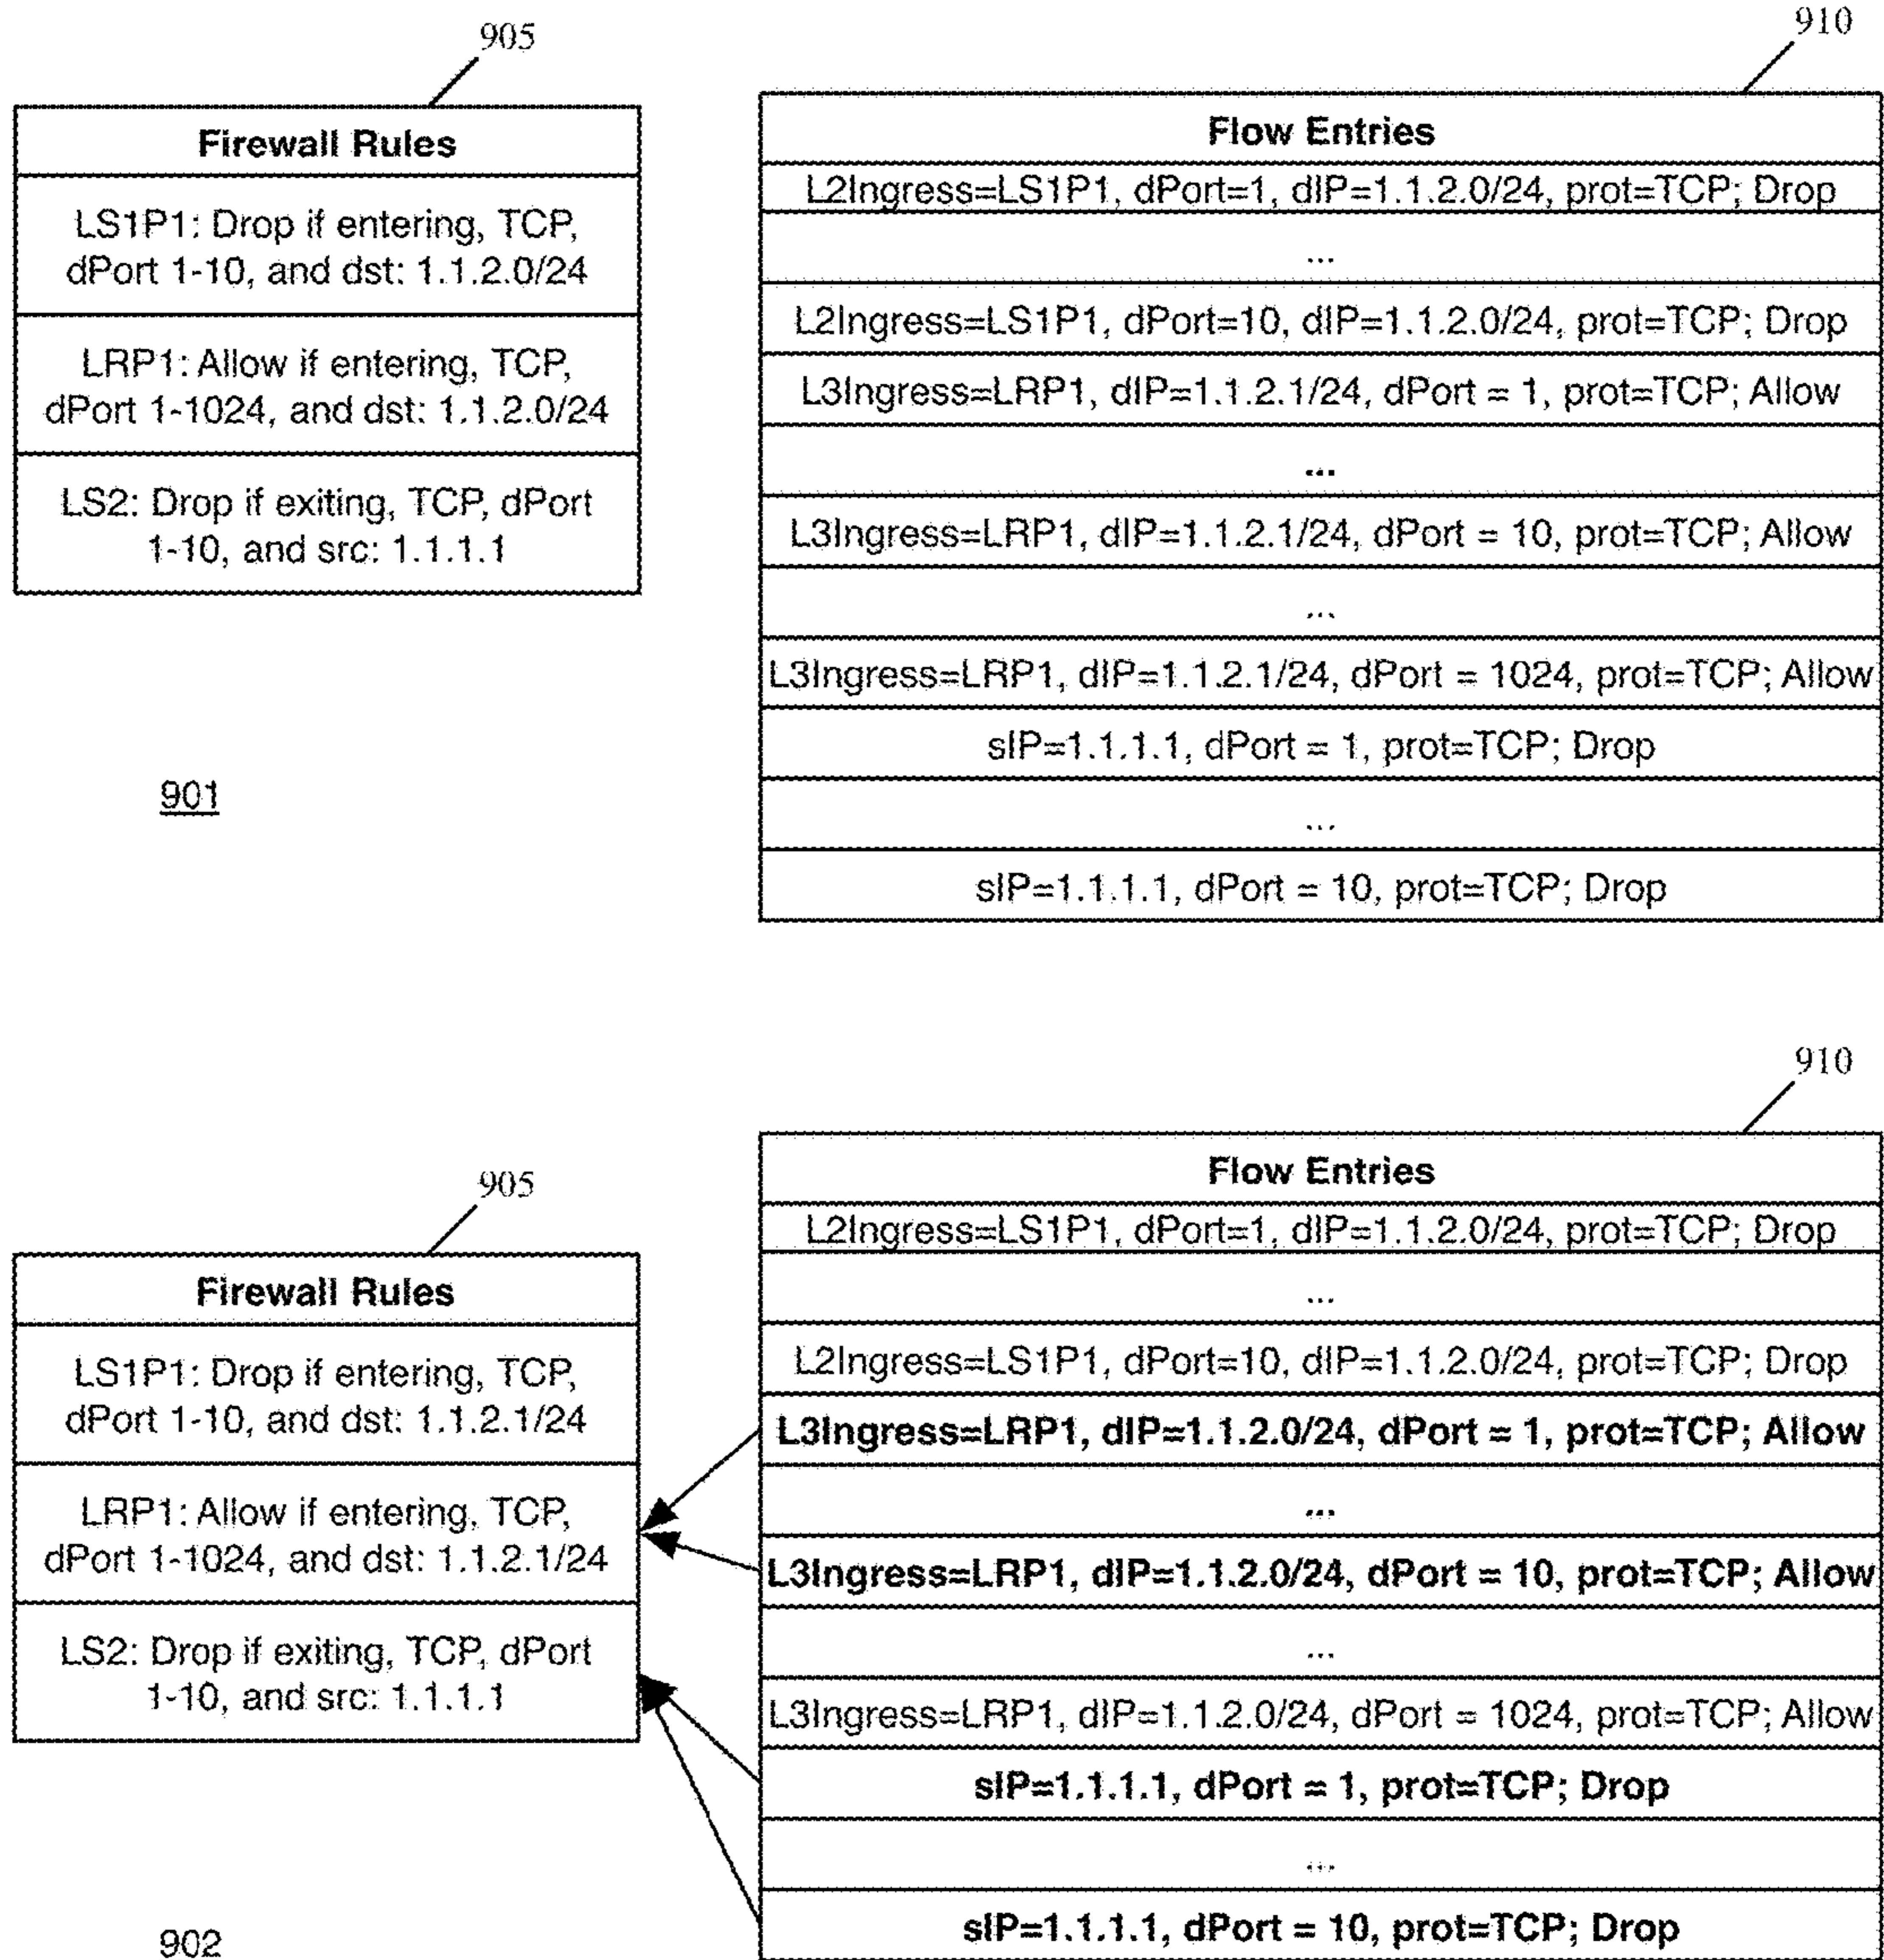 905
Firewall Rules
LS1P1: Drop if entering, TCP,
dPort 1-10, and dst: 1.1.2.0/24
LRP1: Allow if entering, TCP,
dPort 1-1024, and dst: 1.1.2.0/24
LS2: Drop if exiting, TCP, dPort
1-10, and src: 1.1.1.1
901
910
Flow Entries
L2Ingress=LS1P1, dPort=1, dIP=1.1.2.0/24, prot=TCP; Drop
...
L2Ingress=LS1P1, dPort=10, dIP=1.1.2.0/24, prot=TCP; Drop
L3Ingress=LRP1, dIP=1.1.2.1/24, dPort = 1, prot=TCP; Allow
...
L3Ingress=LRP1, dIP=1.1.2.1/24, dPort = 10, prot=TCP; Allow
...
L3Ingress=LRP1, dIP=1.1.2.1/24, dPort = 1024, prot=TCP; Allow
sIP=1.1.1.1, dPort = 1, prot=TCP; Drop
...
sIP=1.1.1.1, dPort = 10, prot=TCP; Drop
905
Firewall Rules
LS1P1: Drop if entering, TCP,
dPort 1-10, and dst: 1.1.2.1/24
LRP1: Allow if entering, TCP,
dPort 1-1024, and dst: 1.1.2.1/24
LS2: Drop if exiting, TCP, dPort
1-10, and src: 1.1.1.1
902
910
Flow Entries
L2Ingress=LS1P1, dPort=1, dIP=1.1.2.0/24, prot=TCP; Drop
...
L2Ingress=LS1P1, dPort=10, dIP=1.1.2.0/24, prot=TCP; Drop
L3Ingress=LRP1, dIP=1.1.2.0/24, dPort = 1, prot=TCP; Allow
...
L3Ingress=LRP1, dIP=1.1.2.0/24, dPort = 10, prot=TCP; Allow
...
L3Ingress=LRP1, dIP=1.1.2.0/24, dPort = 1024, prot=TCP; Allow
sIP=1.1.1.1, dPort = 1, prot=TCP; Drop
...
sIP=1.1.1.1, dPort = 10, prot=TCP; Drop